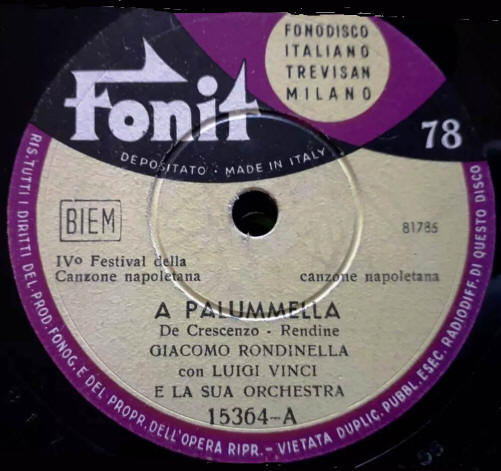 FONODISCO
ITALIANO
TREVISAN
MILANO
Fonit
78
DEPOSITATO · MADE IN ITALY
BIEM
81785
IVº Festival della
Canzone napoletana
canzone napoletana
A PALUMMELLA
De Crescenzo - Rendine
GIACOMO RONDINELLA
con LUIGI VINCI
E LA SUA ORCHESTRA
15364-A
RIS. TUTTI I DIRITTI DEL PROD. FONOG. E DEL PROPR. DELL'OPERA RIPR. - VIETATA DUPLIC. PUBBL. ESEC. RADIODIFF. DI QUESTO DISCO